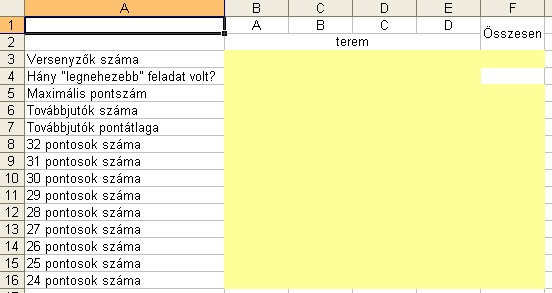 A B C D E F
1 A B C D Összesen
2 terem
3 Versenyzők száma
4 Hány "legnehezebb" feladat volt?
5 Maximális pontszám
6 Továbbjutók száma
7 Továbbjutók pontátlaga
8 32 pontosok száma
9 31 pontosok száma
10 30 pontosok száma
11 29 pontosok száma
12 28 pontosok száma
13 27 pontosok száma
14 26 pontosok száma
15 25 pontosok száma
16 24 pontosok száma